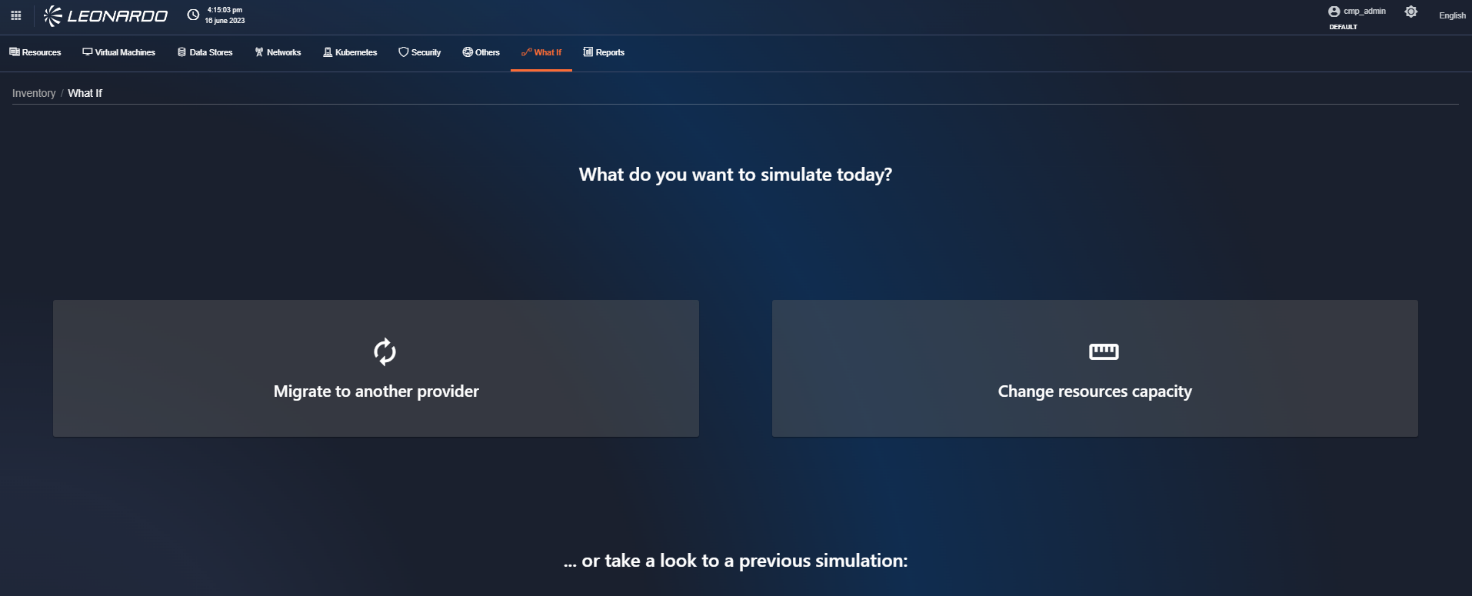 LEONARDO
4:15:03 pm
16 june 2023
cmp_admin
DEFAULT
English
Resources Virtual Machines Data Stores Networks Kubernetes Security Others What If Reports
Inventory / What If
What do you want to simulate today?
Migrate to another provider
Change resources capacity
... or take a look to a previous simulation: